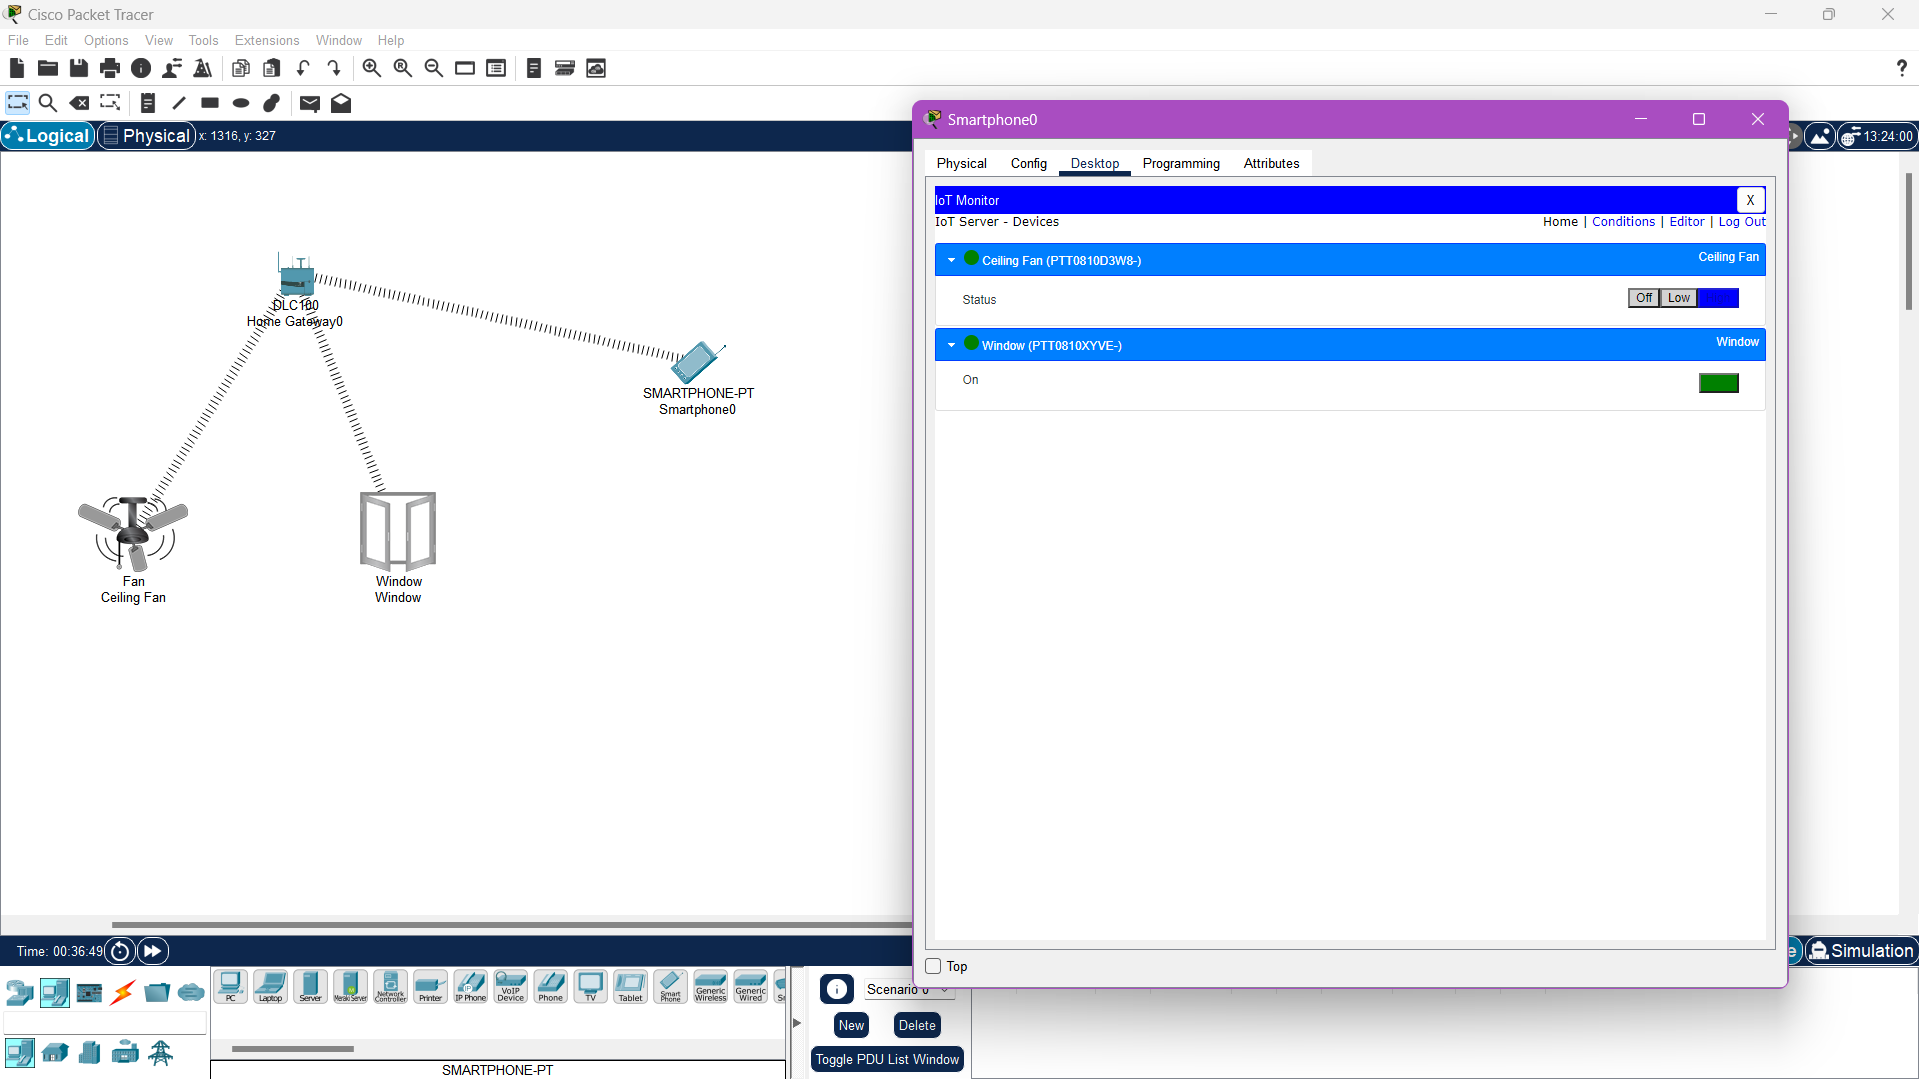 Cisco Packet Tracer
File Edit Options View Tools Extensions Window Help
Logical Physical x: 1316, y: 327
13:24:00
DLC100
Home Gateway0
SMARTPHONE-PT
Smartphone0
Fan
Ceiling Fan
Window
Window
Smartphone0
Physical Config Desktop Programming Attributes
IoT Monitor X
IoT Server - Devices Home | Conditions | Editor | Log Out
Ceiling Fan (PTT0810D3W8-) Ceiling Fan
Status Off Low
Window (PTT0810XYVE-) Window
On
Top
Time: 00:36:49
Simulation
PC Laptop Server Meraki Server Network Controller Printer IP Phone VoIP Device Phone TV Tablet Smart Phone Generic Wireless Generic Wired
Scenario 0
New Delete
Toggle PDU List Window
SMARTPHONE-PT